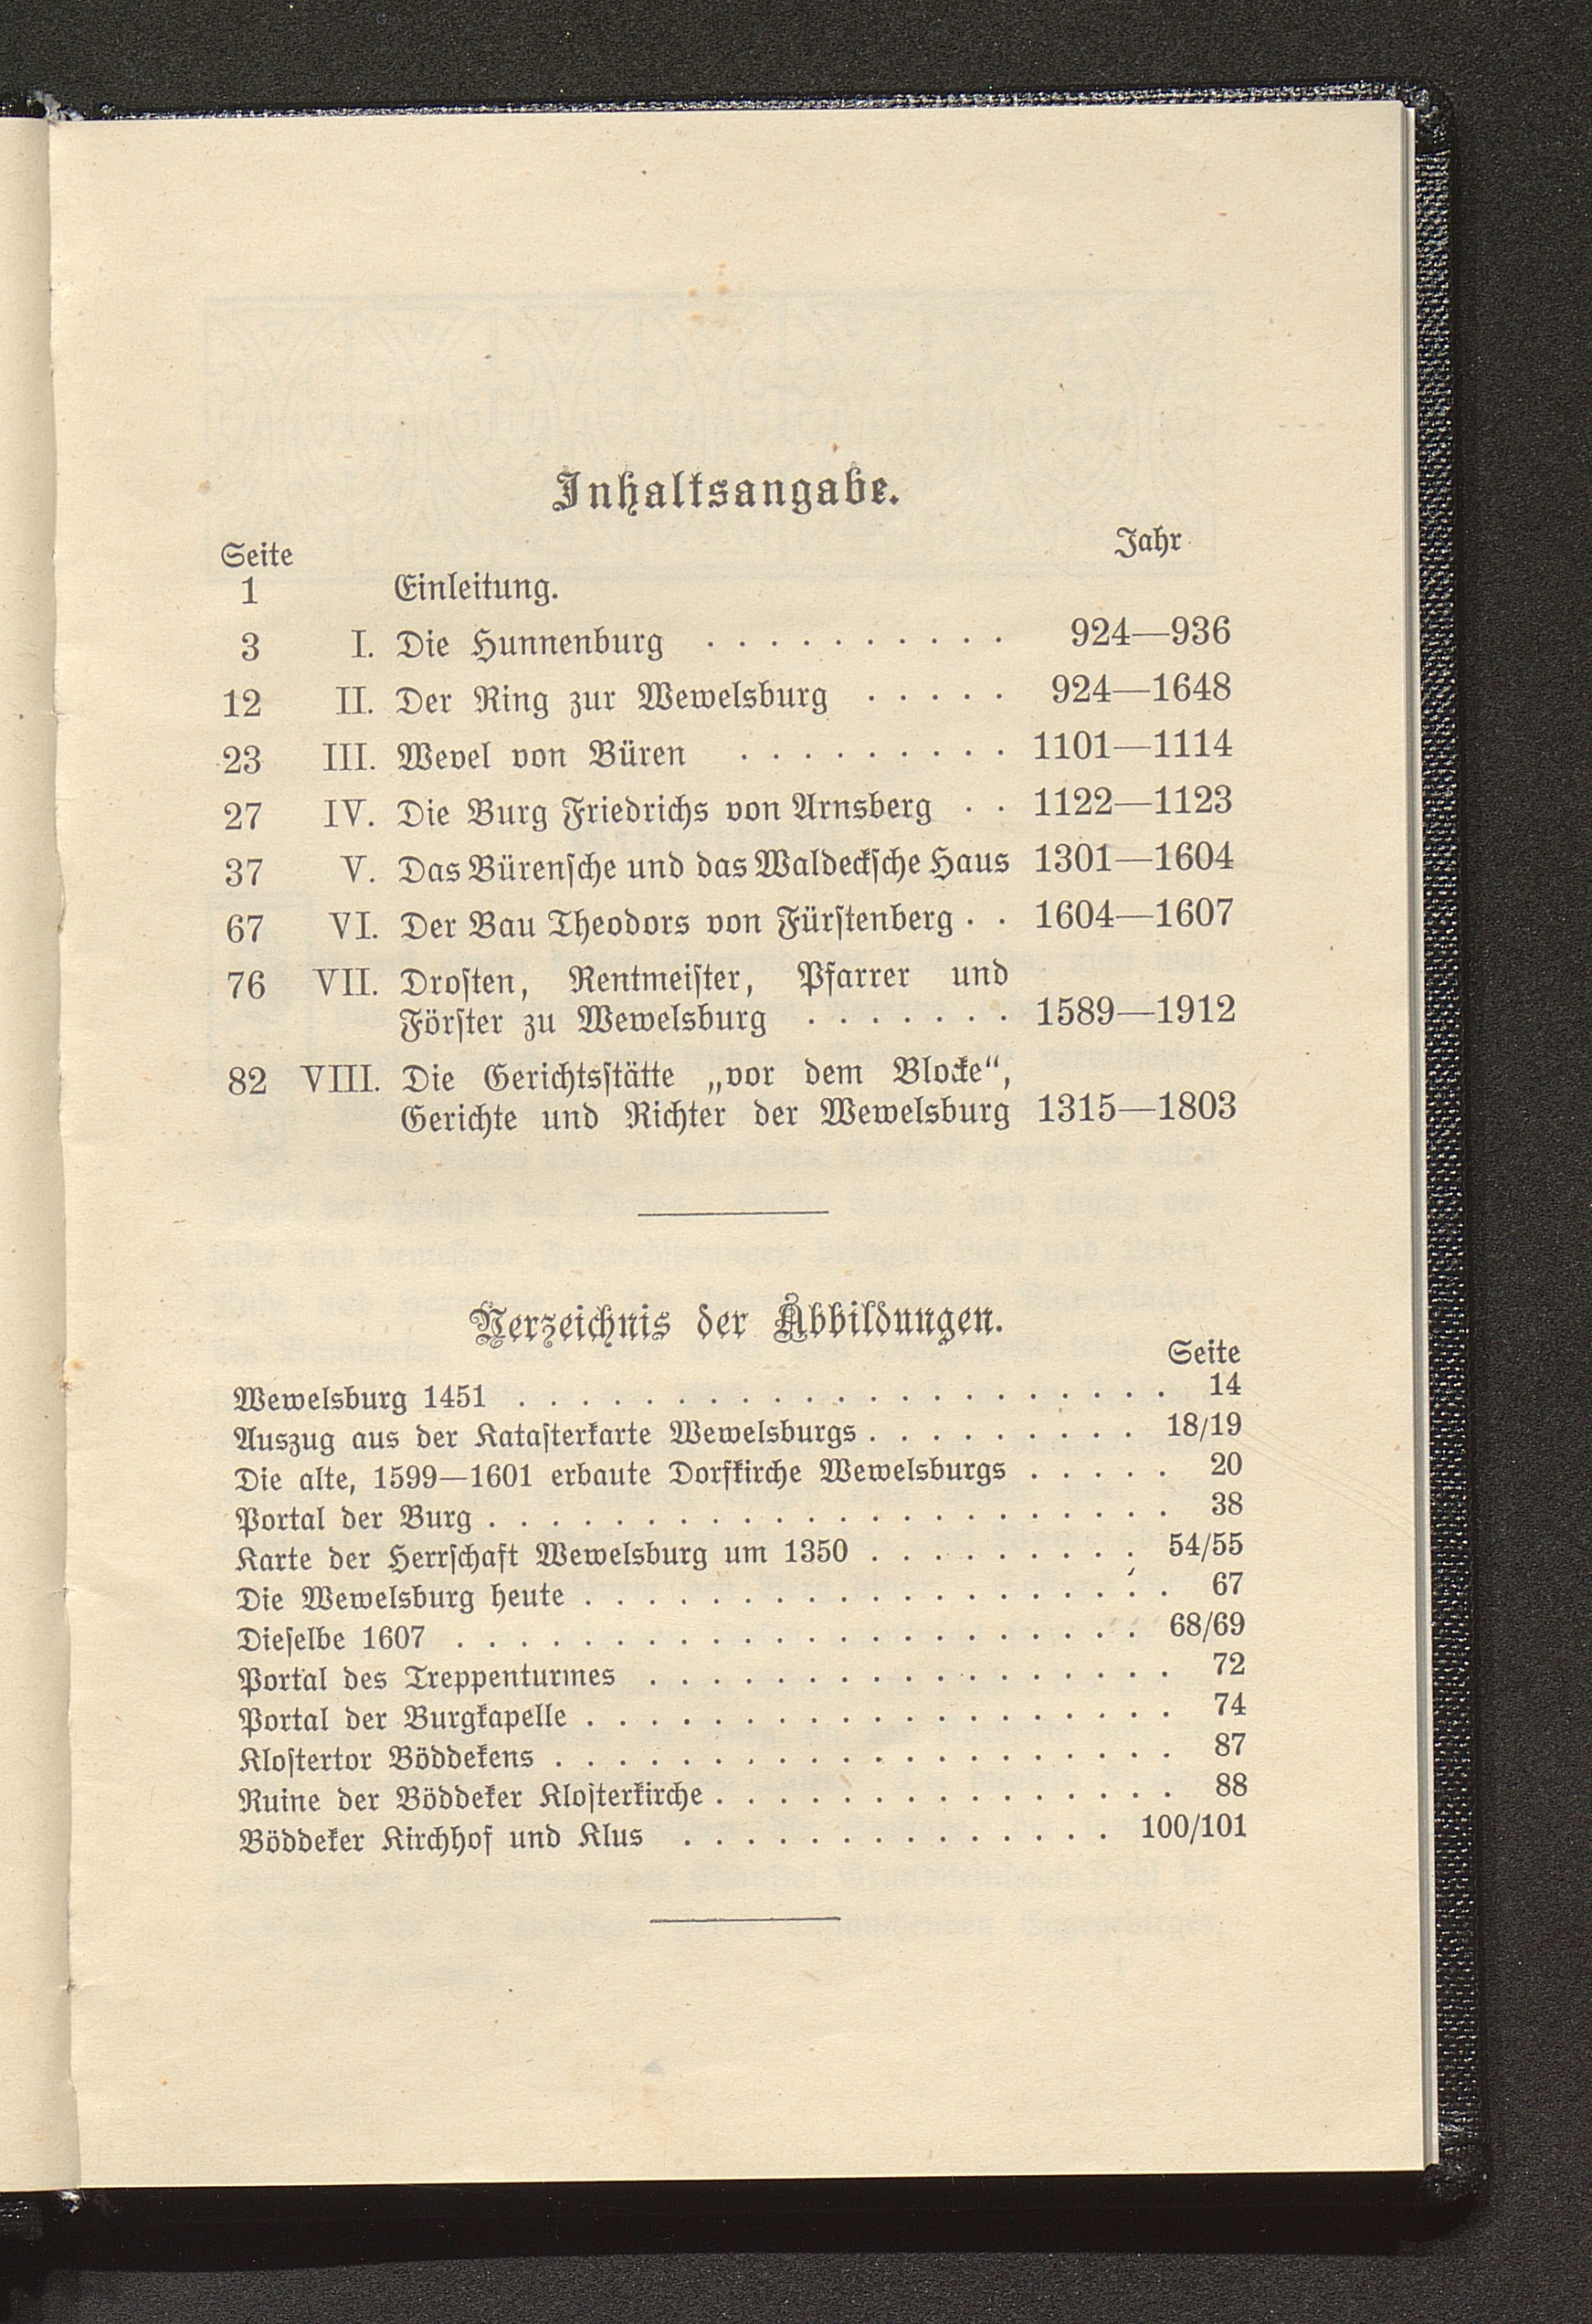 Inhaltsangabe.
Seite Jahr
1 Einleitung.
3 I. Die Hunnenburg . . . . . . . . . . 924—936
12 II. Der Ring zur Wewelsburg . . . . . 924—1648
23 III. Wevel von Büren . . . . . . . . . 1101—1114
27 IV. Die Burg Friedrichs von Arnsberg . . 1122—1123
37 V. Das Bürensche und das Waldecksche Haus 1301—1604
67 VI. Der Bau Theodors von Fürstenberg . . 1604—1607
76 VII. Drosten, Rentmeister, Pfarrer und
Förster zu Wewelsburg . . . . . . . 1589—1912
82 VIII. Die Gerichtsstätte „vor dem Blocke“,
Gerichte und Richter der Wewelsburg 1315—1803
Verzeichnis der Abbildungen.
Seite
Wewelsburg 1451 . . . . . . . . . . . . . . . . . . . . . 14
Auszug aus der Katasterkarte Wewelsburgs . . . . . . . . . 18/19
Die alte, 1599—1601 erbaute Dorfkirche Wewelsburgs . . . . . 20
Portal der Burg . . . . . . . . . . . . . . . . . . . . . . 38
Karte der Herrschaft Wewelsburg um 1350 . . . . . . . . . 54/55
Die Wewelsburg heute . . . . . . . . . . . . . . . . . . . 67
Dieselbe 1607 . . . . . . . . . . . . . . . . . . . . . . 68/69
Portal des Treppenturmes . . . . . . . . . . . . . . . . . 72
Portal der Burgkapelle . . . . . . . . . . . . . . . . . . . 74
Klostertor Böddekens . . . . . . . . . . . . . . . . . . . . 87
Ruine der Böddeker Klosterkirche . . . . . . . . . . . . . . . 88
Böddeker Kirchhof und Klus . . . . . . . . . . . . . . 100/101